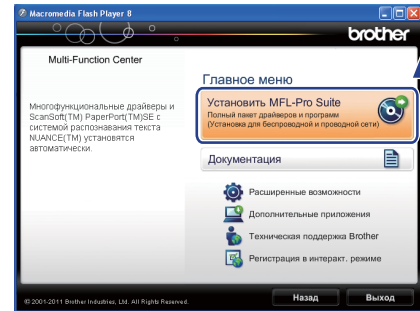 Macromedia Flash Player 8
brother
Multi-Function Center
Главное меню
Многофункциональные драйверы и
ScanSoft(TM) PaperPort(TM)SE с
системой распознавания текста
NUANCE(TM) установятся
автоматически.
Установить MFL-Pro Suite
Полный пакет драйверов и программ
(Установка для беспроводной и проводной сети)
Документация
Расширенные возможности
Дополнительные приложения
Техническая поддержка Brother
Регистрация в интеракт. режиме
© 2001-2011 Brother Industries, Ltd. All Rights Reserved.
Назад
Выход